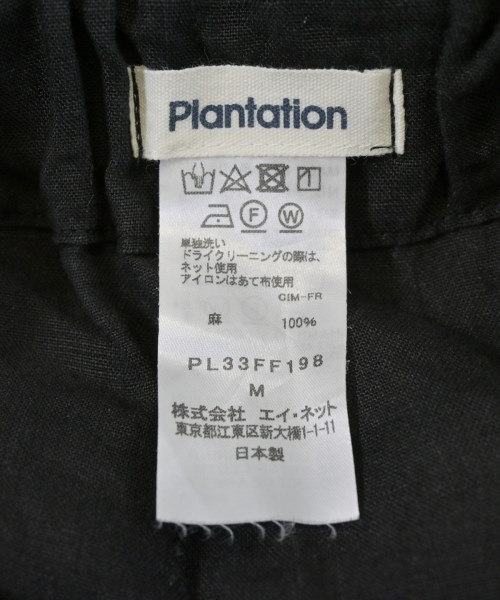 Plantation
F W
単独洗い
ドライクリーニングの際は、
ネット使用
アイロンはあて布使用
CIM-FR
麻 100%
PL33FF198
M
株式会社 エイ・ネット
東京都江東区新大橋1-1-11
日本製